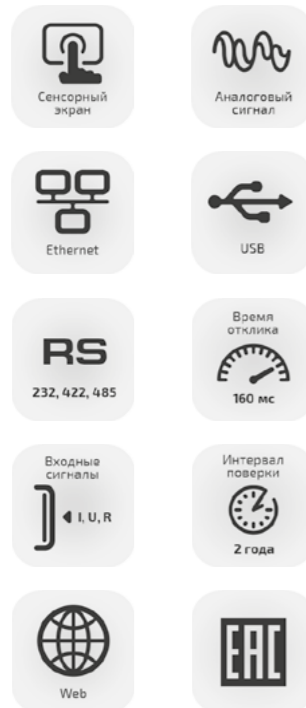 Сенсорный
экран
Аналоговый
сигнал
Ethernet
USB
RS
232, 422, 485
Время
отклика
160 мс
Входные
сигналы
I, U, R
Интервал
поверки
2 года
Web
EAC